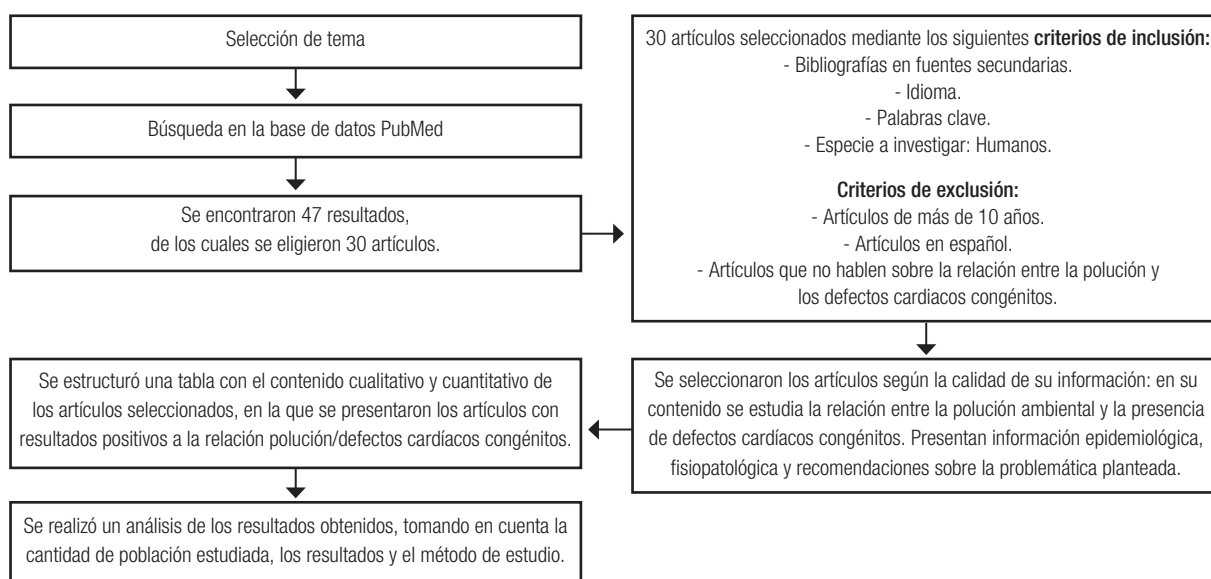 Selección de tema
Búsqueda en la base de datos PubMed
Se encontraron 47 resultados,
de los cuales se eligieron 30 artículos.
30 artículos seleccionados mediante los siguientes criterios de inclusión:
- Bibliografías en fuentes secundarias.
- Idioma.
- Palabras clave.
- Especie a investigar: Humanos.
Criterios de exclusión:
- Artículos de más de 10 años.
- Artículos en español.
- Artículos que no hablen sobre la relación entre la polución y
los defectos cardiacos congénitos.
Se seleccionaron los artículos según la calidad de su información: en su
contenido se estudia la relación entre la polución ambiental y la presencia
de defectos cardíacos congénitos. Presentan información epidemiológica,
fisiopatológica y recomendaciones sobre la problemática planteada.
Se estructuró una tabla con el contenido cualitativo y cuantitativo de
los artículos seleccionados, en la que se presentaron los artículos con
resultados positivos a la relación polución/defectos cardíacos congénitos.
Se realizó un análisis de los resultados obtenidos, tomando en cuenta la
cantidad de población estudiada, los resultados y el método de estudio.